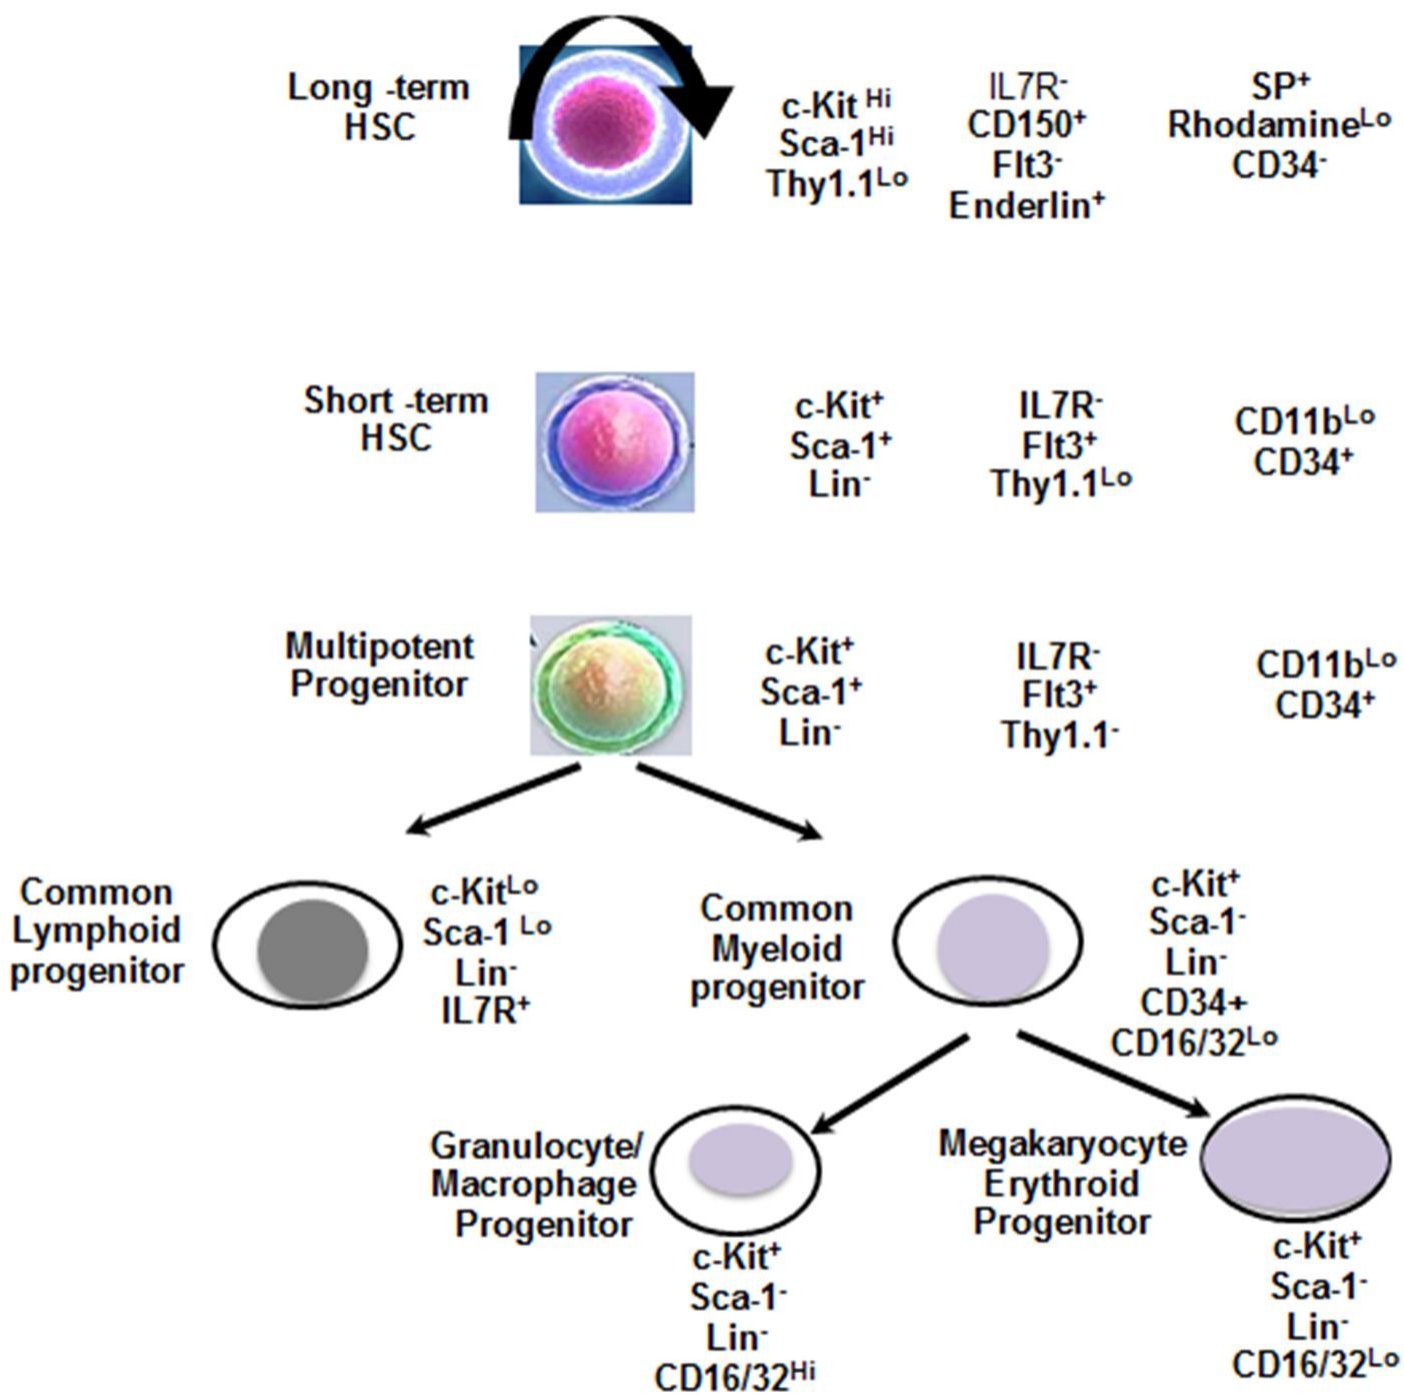 Long -term
HSC
c-Kit Hi
Sca-1Hi
Thy1.1Lo
IL7R-
CD150+
Flt3-
Enderlin+
SP+
RhodamineLo
CD34-
Short -term
HSC
c-Kit+
Sca-1+
Lin-
IL7R-
Flt3+
Thy1.1Lo
CD11bLo
CD34+
Multipotent
Progenitor
c-Kit+
Sca-1+
Lin-
IL7R-
Flt3+
Thy1.1-
CD11bLo
CD34+
Common
Lymphoid
progenitor
c-KitLo
Sca-1 Lo
Lin-
IL7R+
Common
Myeloid
progenitor
c-Kit+
Sca-1-
Lin-
CD34+
CD16/32Lo
Granulocyte/
Macrophage
Progenitor
c-Kit+
Sca-1-
Lin-
CD16/32Hi
Megakaryocyte
Erythroid
Progenitor
c-Kit+
Sca-1-
Lin-
CD16/32Lo